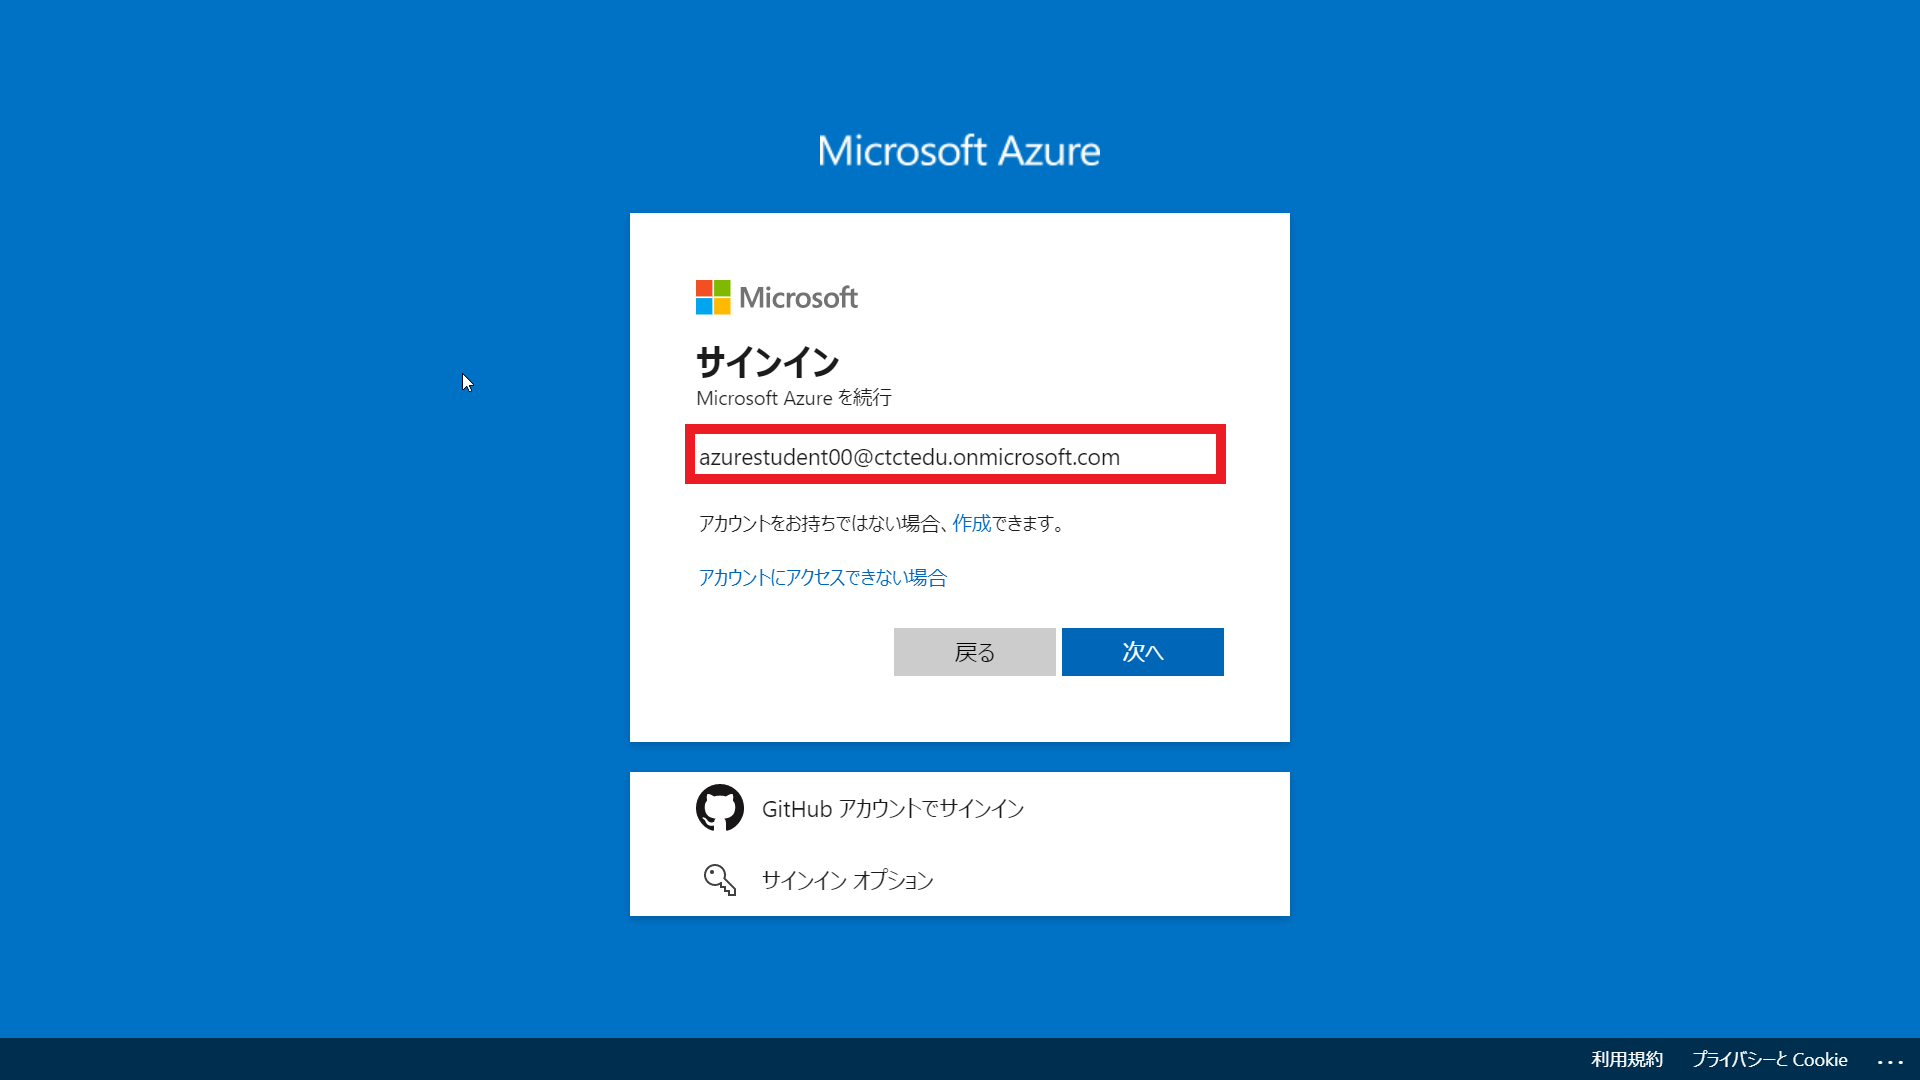 Microsoft Azure
Microsoft
サインイン
Microsoft Azure を続行
azurestudent00@ctctedu.onmicrosoft.com
アカウントをお持ちではない場合、作成できます。
アカウントにアクセスできない場合
戻る
次へ
GitHub アカウントでサインイン
サインイン オプション
利用規約
プライバシーと Cookie
...